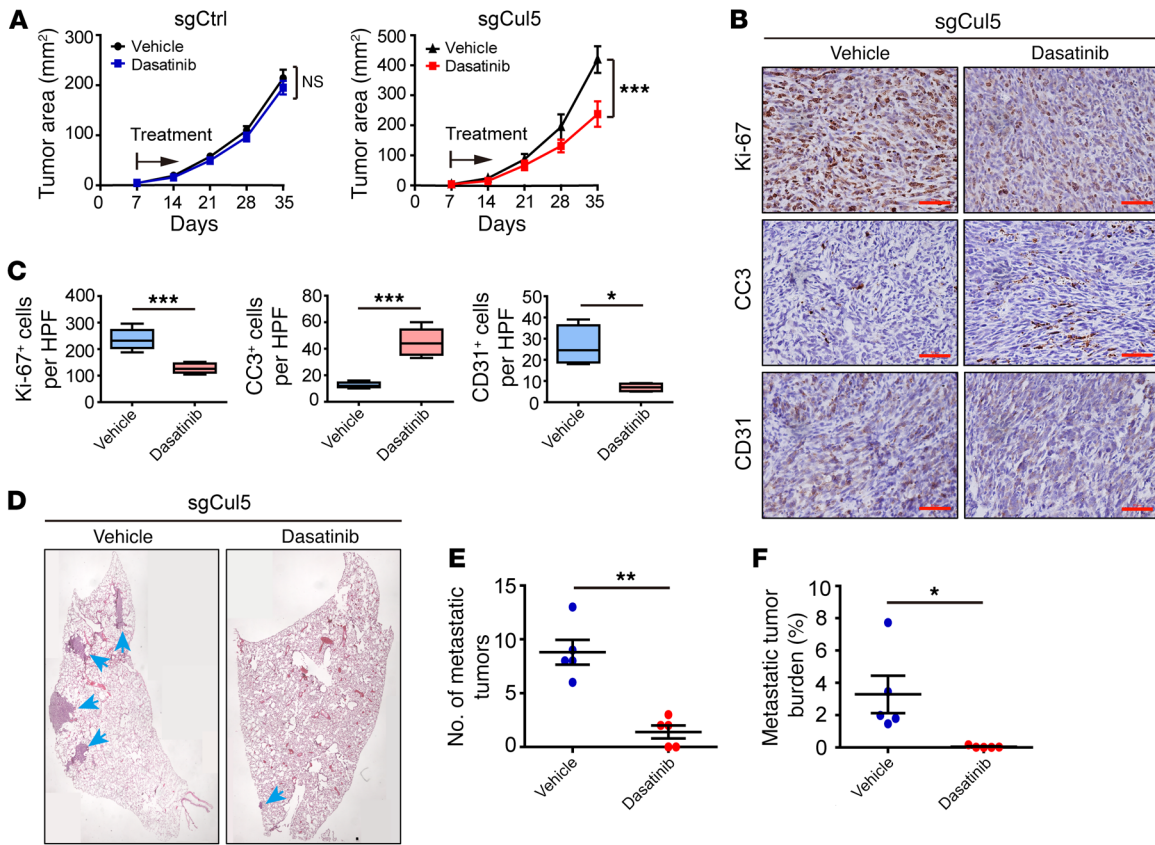 A
sgCtrl
Tumor area (mm²)
300
200
100
0
Vehicle
Dasatinib
NS
Treatment
0 7 14 21 28 35
Days
sgCul5
Tumor area (mm²)
500
400
300
200
100
0
Vehicle
Dasatinib
***
Treatment
0 7 14 21 28 35
Days
B
sgCul5
Vehicle Dasatinib
Ki-67
CC3
CD31
C
Ki-67⁺ cells
per HPF
400
300
200
100
0
***
Vehicle
Dasatinib
CC3⁺ cells
per HPF
80
60
40
20
0
***
Vehicle
Dasatinib
CD31⁺ cells
per HPF
50
40
30
20
10
0
*
Vehicle
Dasatinib
D
sgCul5
Vehicle Dasatinib
E
No. of metastatic
tumors
15
10
5
0
**
Vehicle
Dasatinib
F
Metastatic tumor
burden (%)
10
8
6
4
2
0
*
Vehicle
Dasatinib